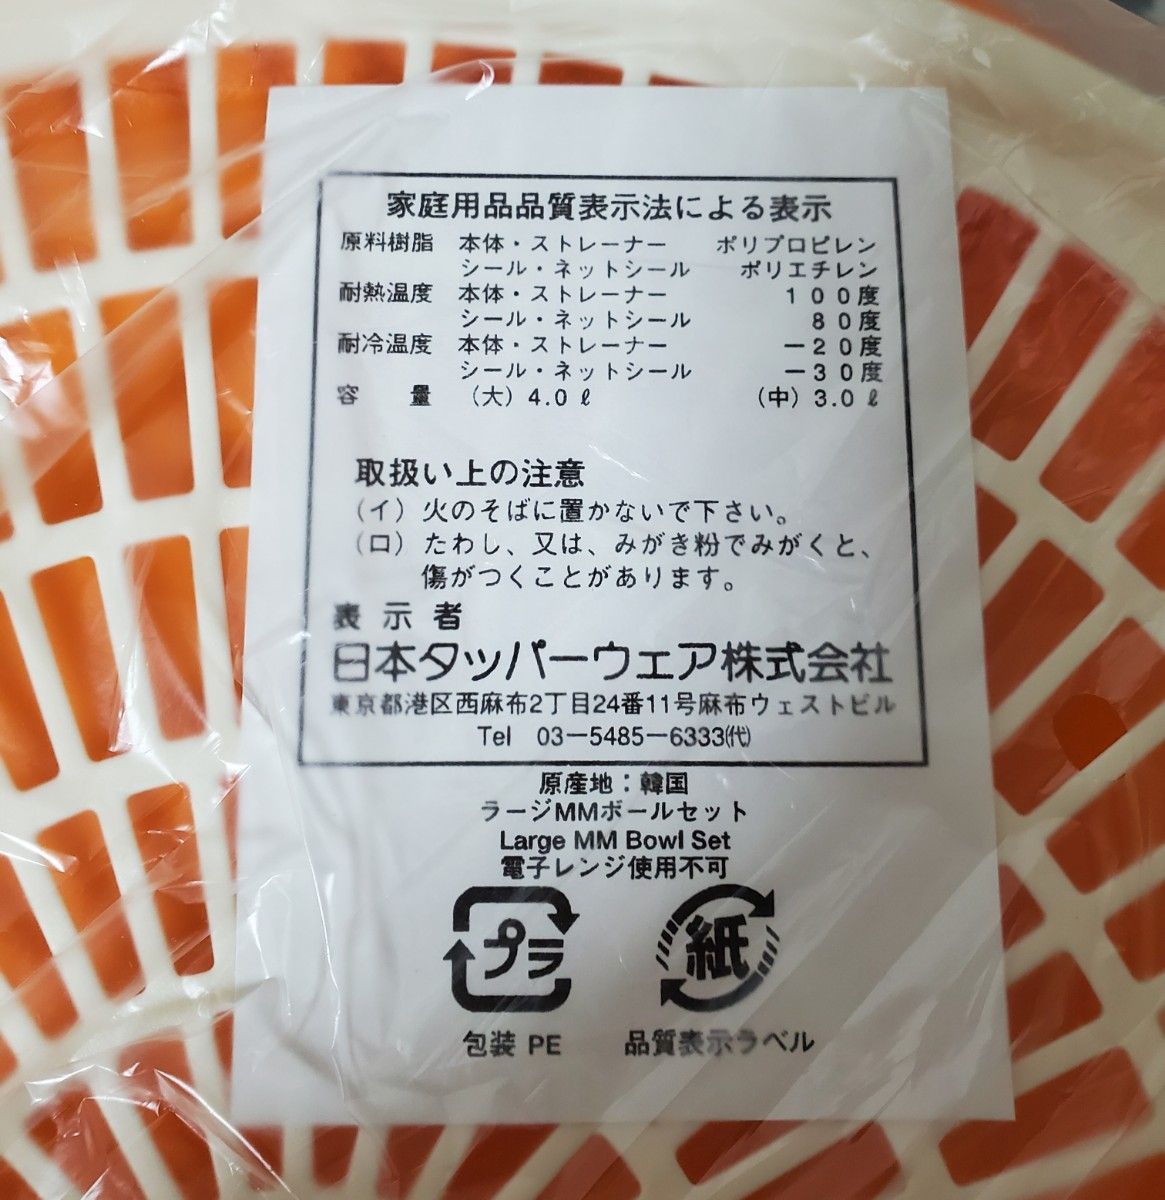 家庭用品品質表示法による表示
原料樹脂 本体・ストレーナー ポリプロピレン
シール・ネットシール ポリエチレン
耐熱温度 本体・ストレーナー 100度
シール・ネットシール 80度
耐冷温度 本体・ストレーナー -20度
シール・ネットシール -30度
容量 (大)4.0ℓ (中)3.0ℓ
取扱い上の注意
(イ)火のそばに置かないで下さい。
(ロ)たわし、又は、みがき粉でみがくと、
傷がつくことがあります。
表示者
日本タッパーウェア株式会社
東京都港区西麻布2丁目24番11号麻布ウェストビル
Tel 03-5485-6333㈹
原産地:韓国
ラージMMボールセット
Large MM Bowl Set
電子レンジ使用不可
プラ 紙
包装 PE 品質表示ラベル